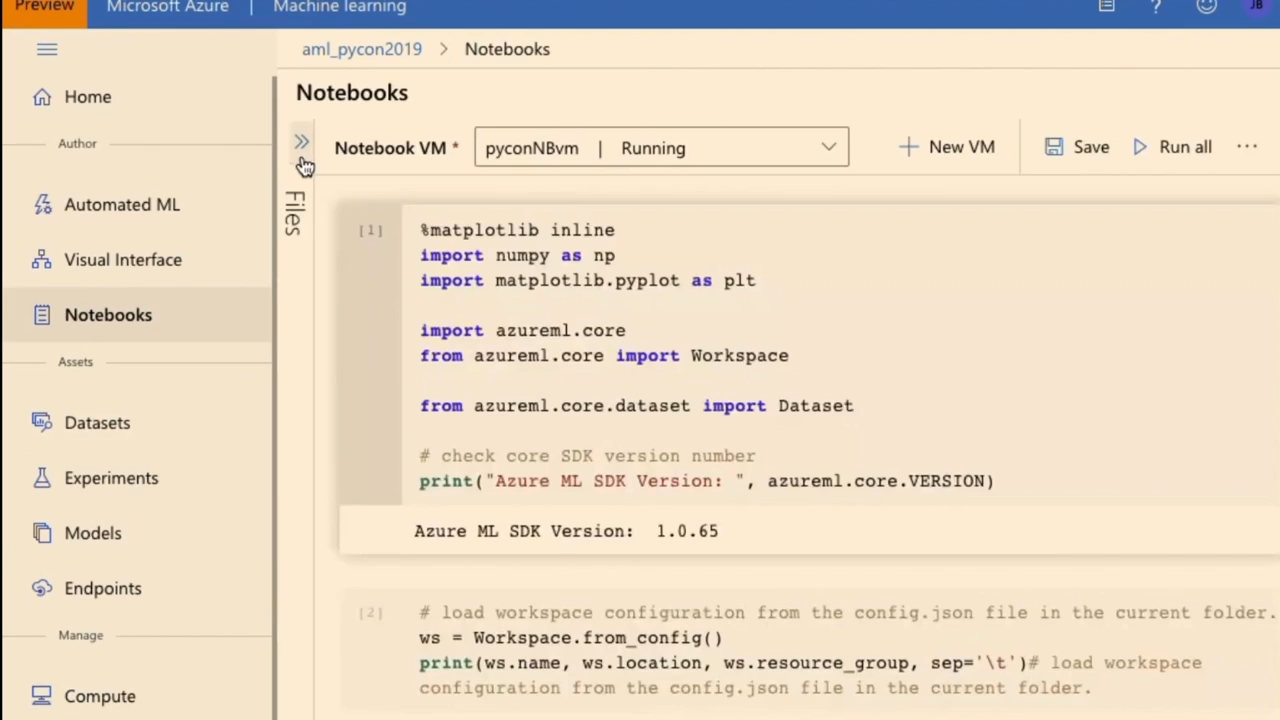 Preview Microsoft Azure Machine learning JB
aml_pycon2019 > Notebooks
Home
Author
Automated ML
Visual Interface
Notebooks
Assets
Datasets
Experiments
Models
Endpoints
Manage
Compute
Notebooks
Files
Notebook VM * pyconNBvm | Running New VM Save Run all ...
[1]
%matplotlib inline
import numpy as np
import matplotlib.pyplot as plt
import azureml.core
from azureml.core import Workspace
from azureml.core.dataset import Dataset
# check core SDK version number
print("Azure ML SDK Version: ", azureml.core.VERSION)
Azure ML SDK Version: 1.0.65
[2]
# load workspace configuration from the config.json file in the current folder.
ws = Workspace.from_config()
print(ws.name, ws.location, ws.resource_group, sep='\t')# load workspace
configuration from the config.json file in the current folder.